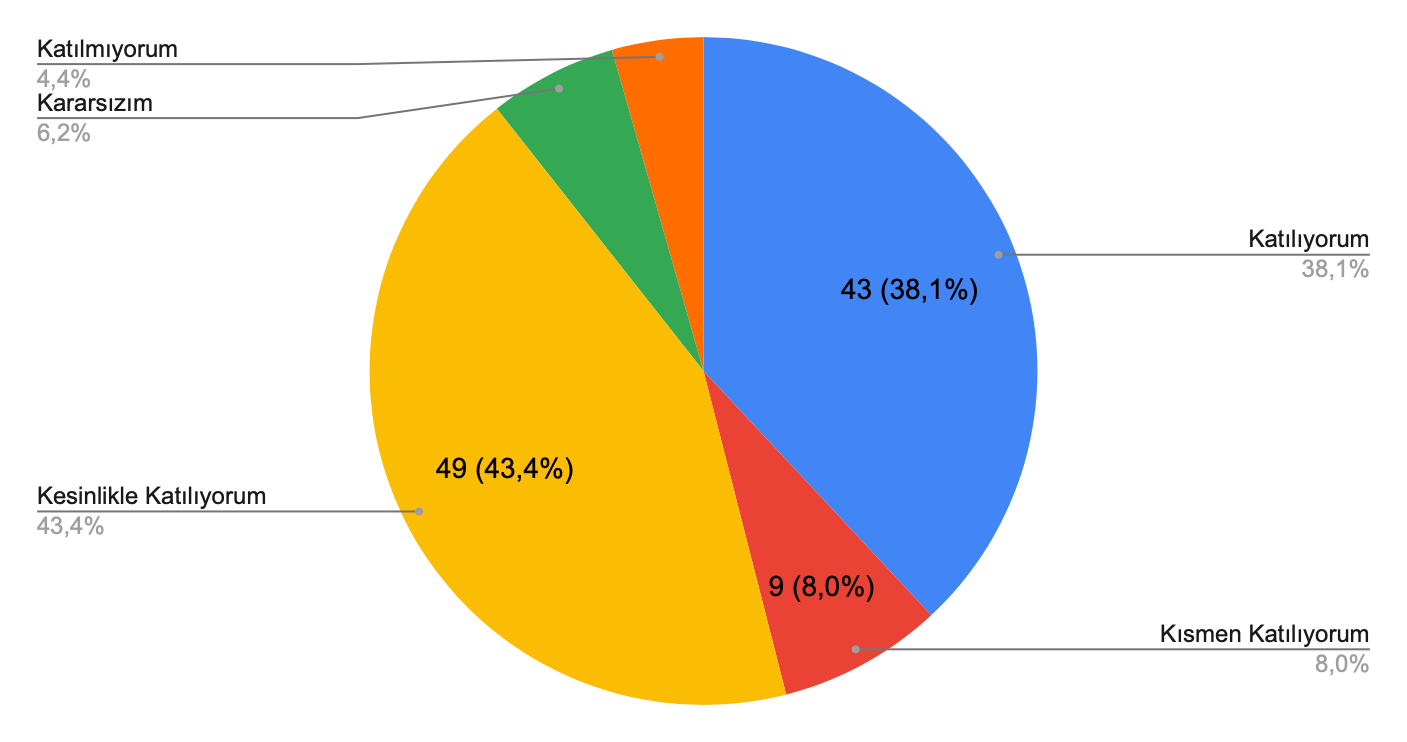 Katılmıyorum
4,4%
Kararsızım
6,2%
Katılıyorum
38,1%
43 (38,1%)
49 (43,4%)
Kesinlikle Katılıyorum
43,4%
9 (8,0%)
Kısmen Katılıyorum
8,0%